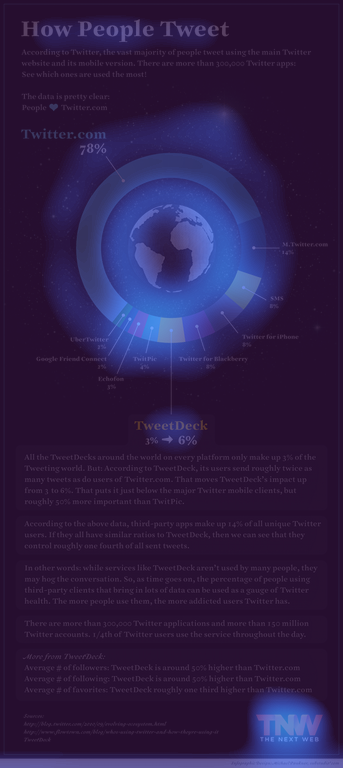 How People Tweet
According to Twitter, the vast majority of people tweet using the main Twitter
website and its mobile version. There are more than 300,000 Twitter apps:
See which ones are used the most!
The data is pretty clear:
People ❤ Twitter.com
Twitter.com
78%
M.Twitter.com
14%
SMS
8%
Twitter for iPhone
8%
UberTwitter
Google Friend Connect
TwitPic
4%
Twitter for Blackberry
Echofon
TweetDeck
3% ➡ 6%
All the TweetDecks around the world on every platform only make up 3% of the
Tweeting world. But: According to TweetDeck, its users send roughly twice as
many tweets as do users of Twitter.com. That moves TweetDeck's impact up
from 3 to 6%. That puts it just below the major Twitter mobile clients, but
roughly 50% more important than TwitPic.
According to the above data, third-party apps make up 14% of all unique Twitter
users. If they all have similar ratios to TweetDeck, then we can see that they
control roughly one fourth of all sent tweets.
In other words: while services like TweetDeck aren't used by many people, they
may hog the conversation. So, as time goes on, the percentage of people using
third-party clients that bring in lots of data can be used as a gauge of Twitter
health. The more people use them, the more addicted users Twitter has.
There are more than 300,000 Twitter applications and more than 150 million
Twitter accounts. 1/4th of Twitter users use the service throughout the day.
More from TweetDeck:
Average # of followers: TweetDeck is around 50% higher than Twitter.com
Average # of following: TweetDeck is around 50% higher than Twitter.com
Average # of favorites: TweetDeck roughly one third higher than Twitter.com
Sources:
TweetDeck
TNW
THE NEXT WEB